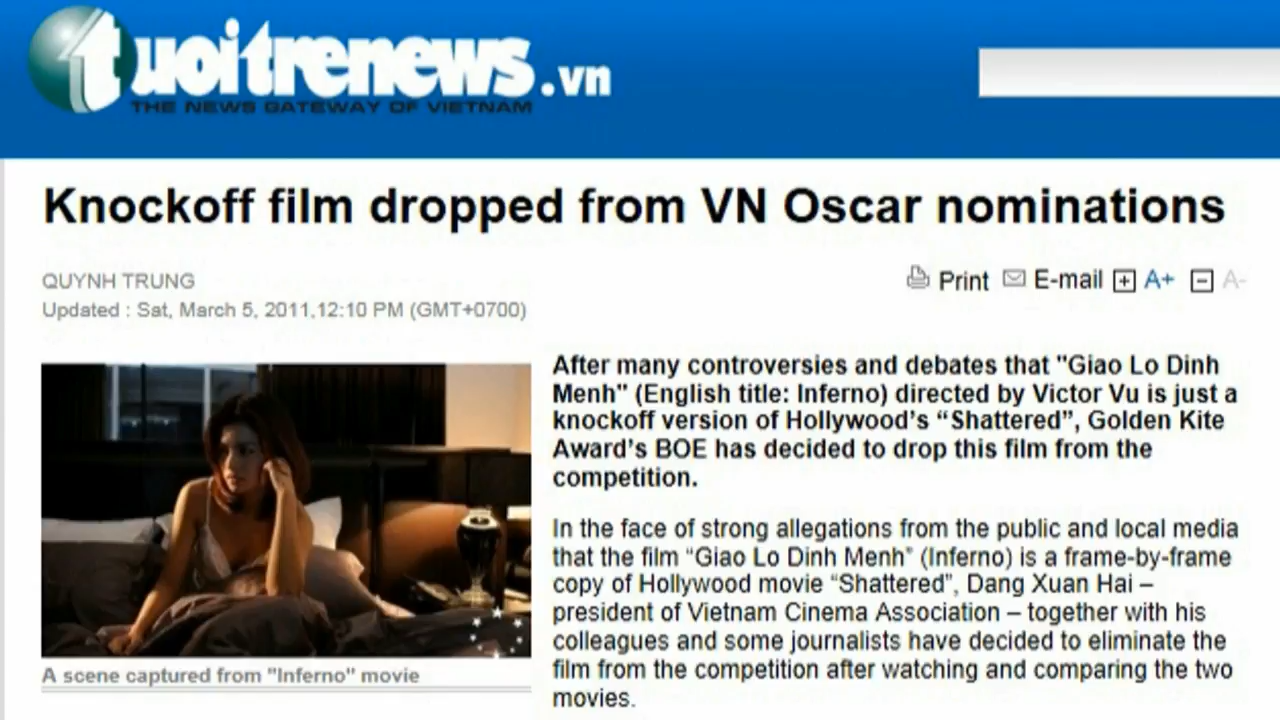 tuoitrenews.vn
THE NEWS GATEWAY OF VIETNAM
Knockoff film dropped from VN Oscar nominations
QUYNH TRUNG
Updated : Sat, March 5, 2011,12:10 PM (GMT+0700)
Print E-mail A+ A-
After many controversies and debates that "Giao Lo Dinh
Menh" (English title: Inferno) directed by Victor Vu is just a
knockoff version of Hollywood’s “Shattered”, Golden Kite
Award’s BOE has decided to drop this film from the
competition.
In the face of strong allegations from the public and local media
that the film “Giao Lo Dinh Menh” (Inferno) is a frame-by-frame
copy of Hollywood movie “Shattered”, Dang Xuan Hai –
president of Vietnam Cinema Association – together with his
colleagues and some journalists have decided to eliminate the
film from the competition after watching and comparing the two
movies.
A scene captured from "Inferno" movie